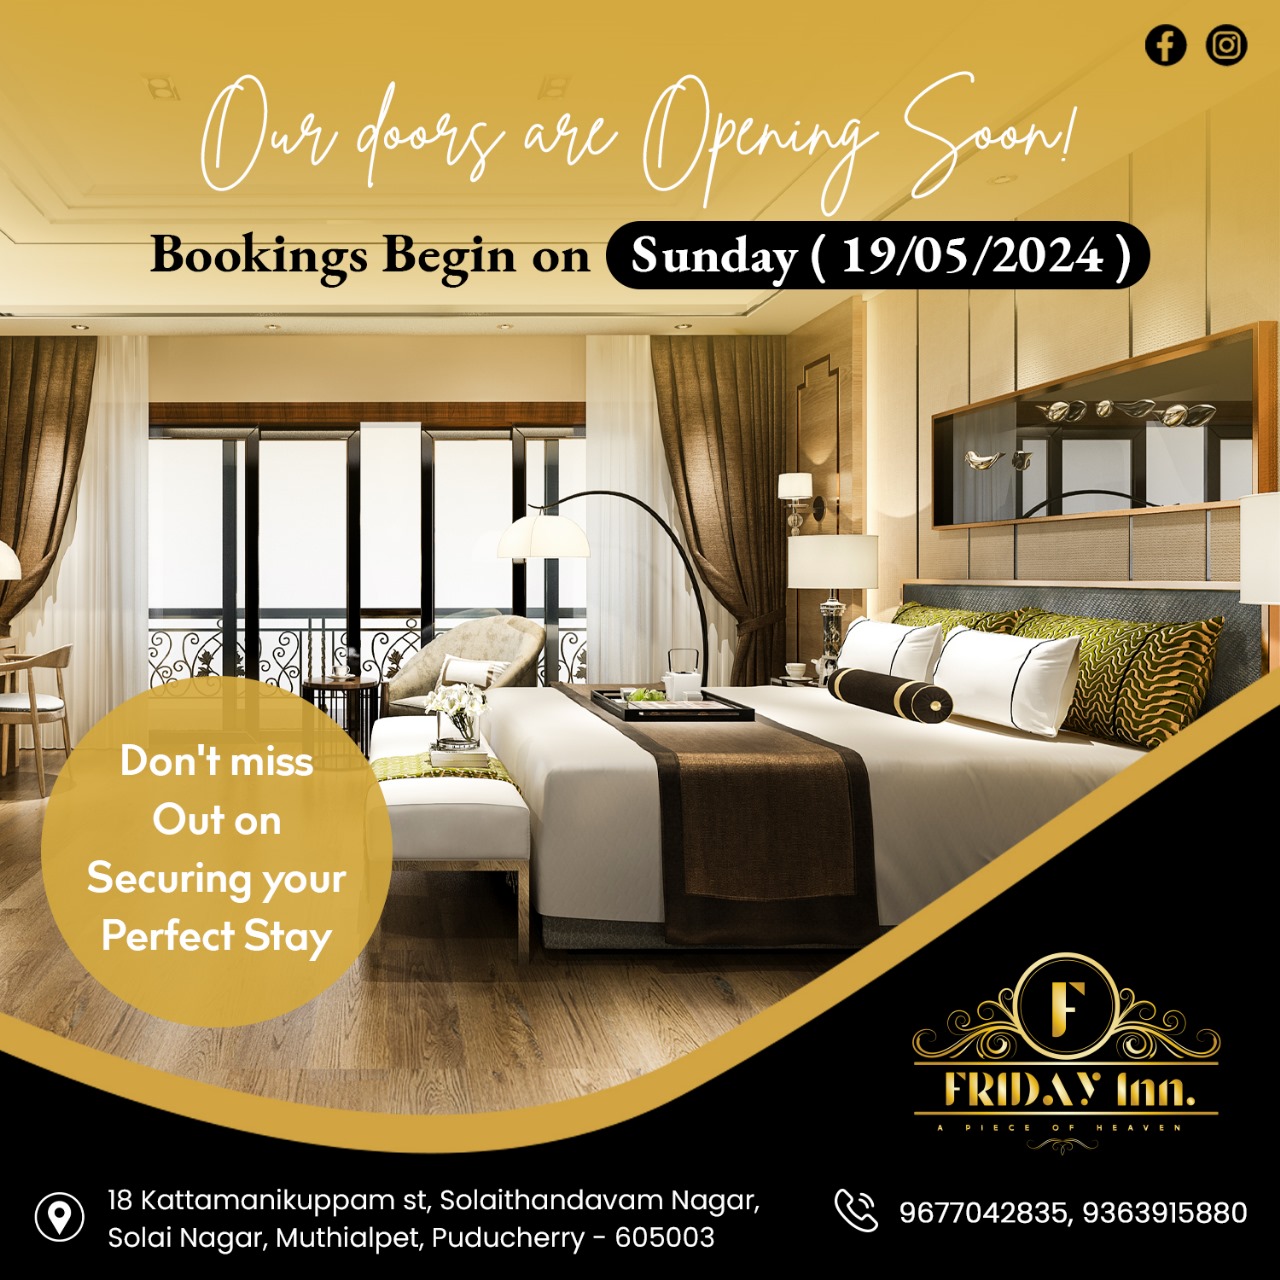 Our doors are Opening Soon!
Bookings Begin on Sunday ( 19/05/2024 )
Don't miss
Out on
Securing your
Perfect Stay
F
FRIDAY Inn.
A PIECE OF HEAVEN
18 Kattamanikuppam st, Solaithandavam Nagar,
Solai Nagar, Muthialpet, Puducherry - 605003
9677042835, 9363915880